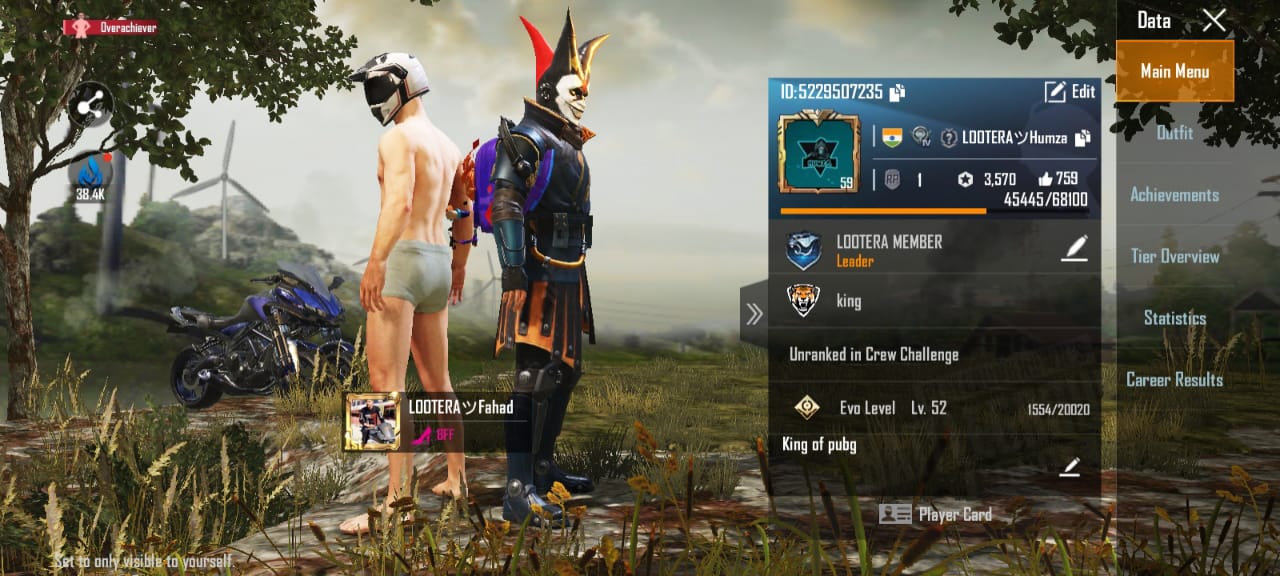 Overachiever
38.4K
LOOTERAツFahad
BFF
Set to only visible to yourself.
ID:5229507235
Edit
LOOTERAツHumza
59
RP 1
3,570
759
45445/68100
LOOTERA MEMBER
Leader
king
Unranked in Crew Challenge
Evo Level Lv. 52
1554/20020
King of pubg
Player Card
Data
Main Menu
Outfit
Achievements
Tier Overview
Statistics
Career Results